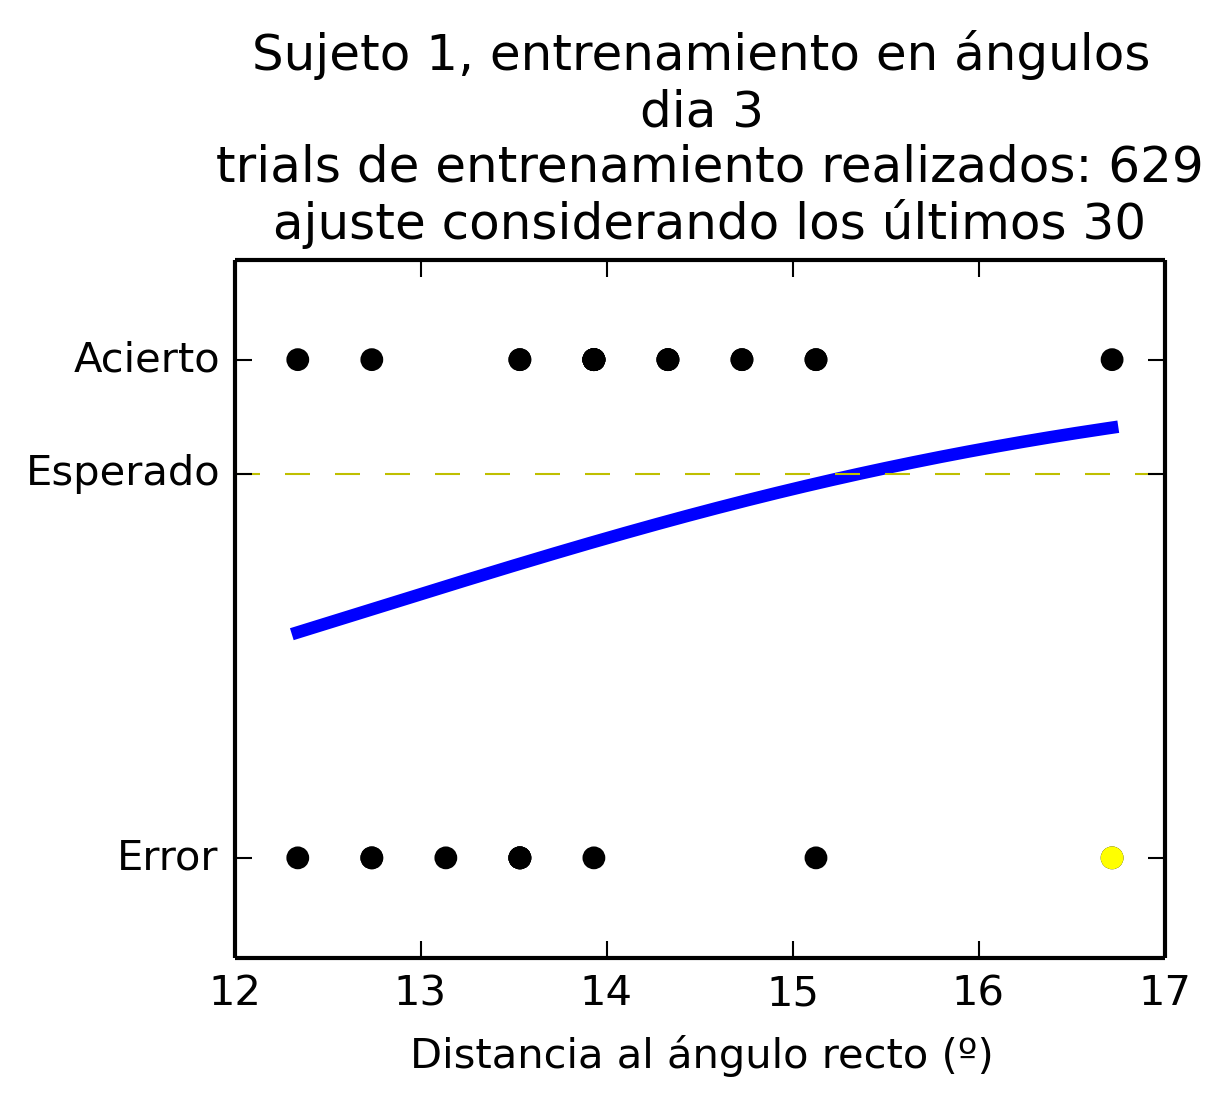 Sujeto 1, entrenamiento en ángulos
dia 3
trials de entrenamiento realizados: 629
ajuste considerando los últimos 30
Acierto
Esperado
Error
12 13 14 15 16 17
Distancia al ángulo recto (º)